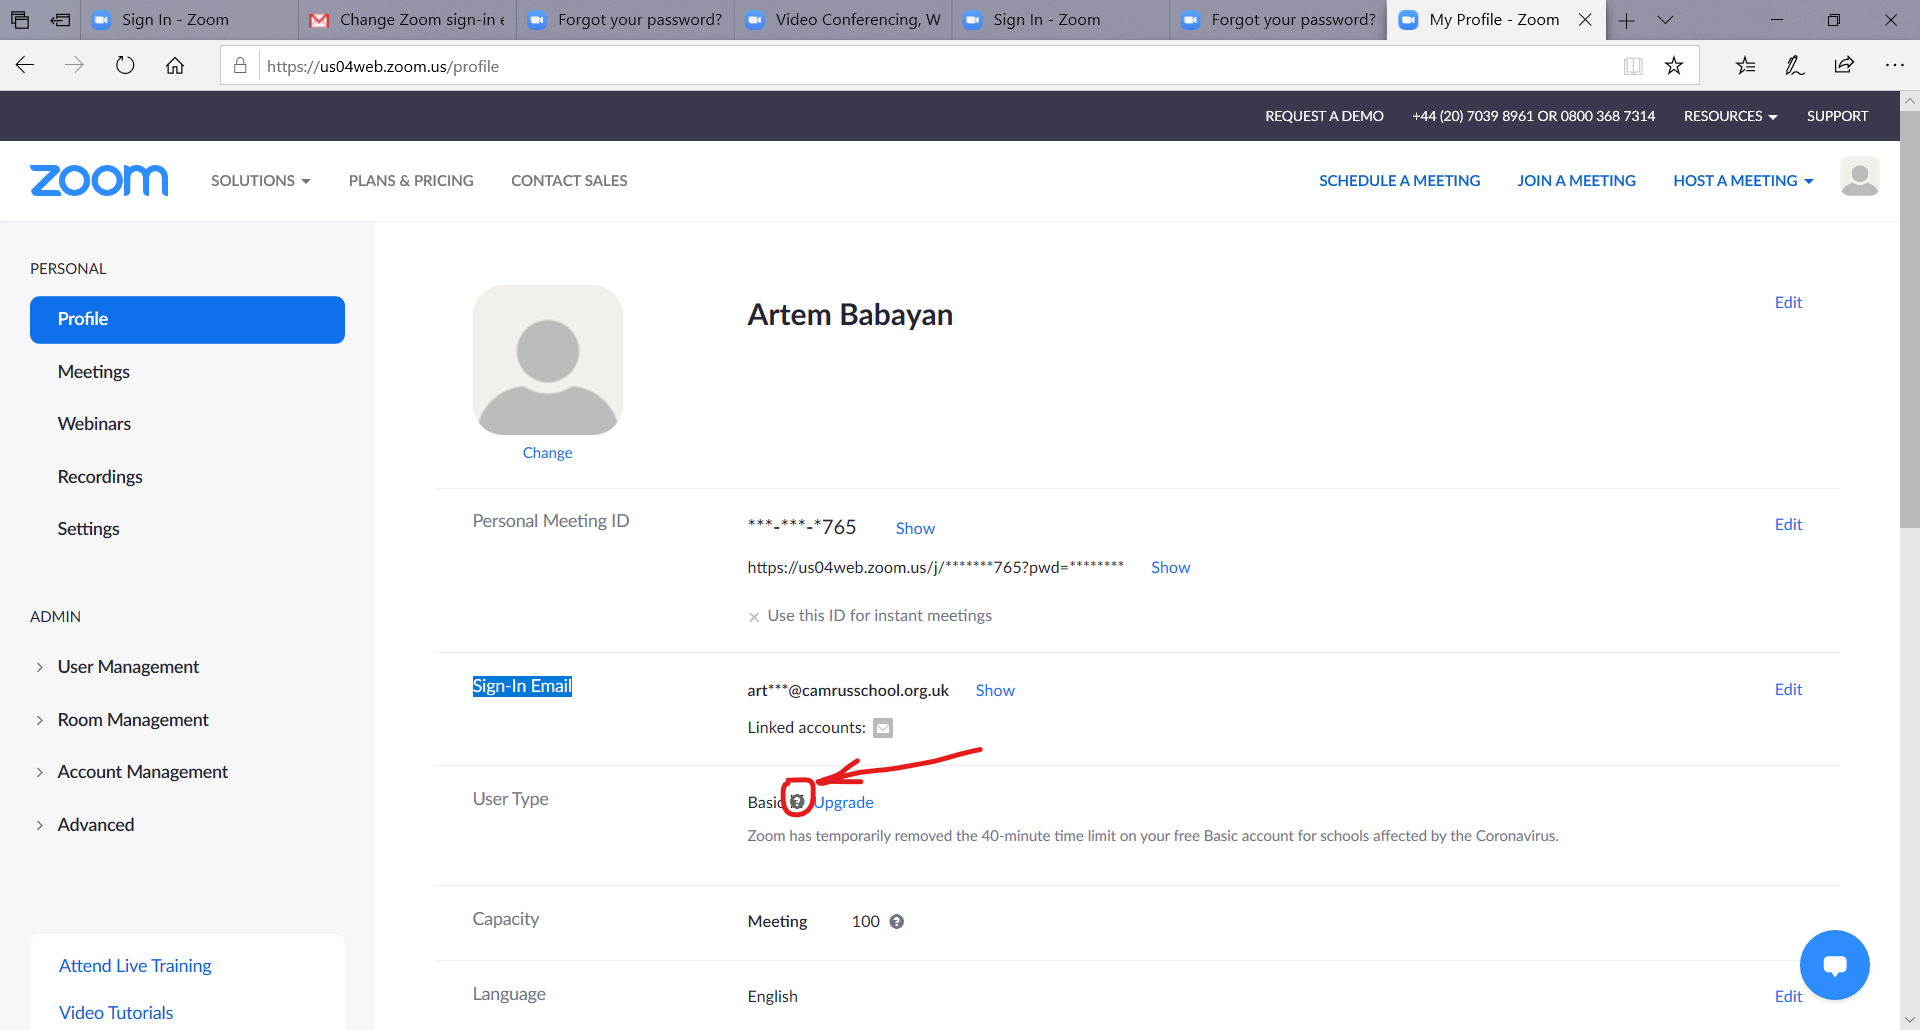 Sign In - Zoom
Change Zoom sign-in e
Forgot your password?
Video Conferencing, W
Sign In - Zoom
Forgot your password?
My Profile - Zoom
https://us04web.zoom.us/profile
REQUEST A DEMO
+44 (20) 7039 8961 OR 0800 368 7314
RESOURCES
SUPPORT
zoom
SOLUTIONS
PLANS & PRICING
CONTACT SALES
SCHEDULE A MEETING
JOIN A MEETING
HOST A MEETING
PERSONAL
Profile
Meetings
Webinars
Recordings
Settings
ADMIN
User Management
Room Management
Account Management
Advanced
Attend Live Training
Video Tutorials
Change
Artem Babayan
Edit
Personal Meeting ID
***-***-*765 Show
Edit
https://us04web.zoom.us/j/*******765?pwd=******** Show
Use this ID for instant meetings
Sign-In Email
art***@camrusschool.org.uk Show
Edit
Linked accounts:
User Type
Basic ? Upgrade
Zoom has temporarily removed the 40-minute time limit on your free Basic account for schools affected by the Coronavirus.
Capacity
Meeting 100 ?
Language
English
Edit